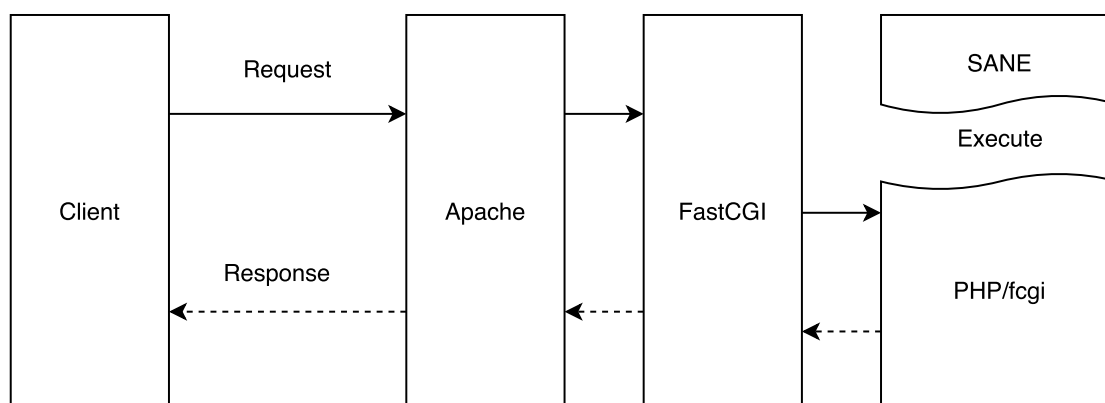 Request
SANE
Execute
Client
Apache
FastCGI
Response
PHP/fcgi